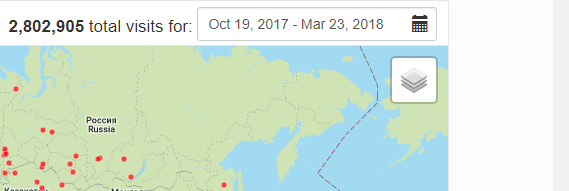 2,802,905 total visits for: Oct 19, 2017 - Mar 23, 2018
Россия
Russia